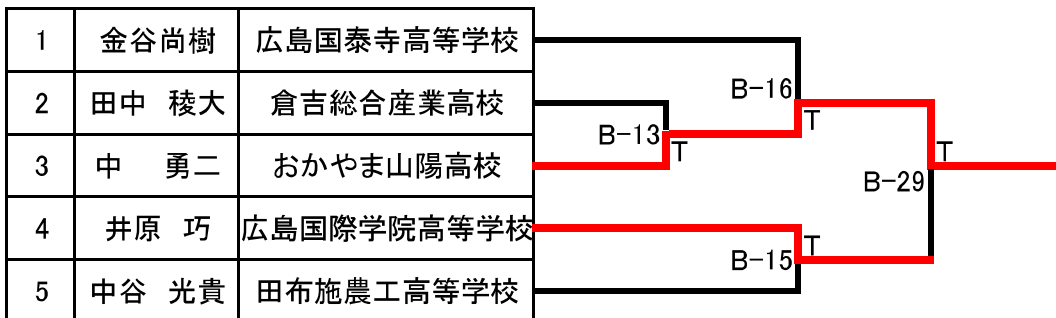 1 金谷尚樹 広島国泰寺高等学校
B-16
2 田中 稜大 倉吉総合産業高校
T
B-13
T
T
3 中 勇二 おかやま山陽高校
B-29
4 井原 巧 広島国際学院高等学校
T
B-15
5 中谷 光貴 田布施農工高等学校